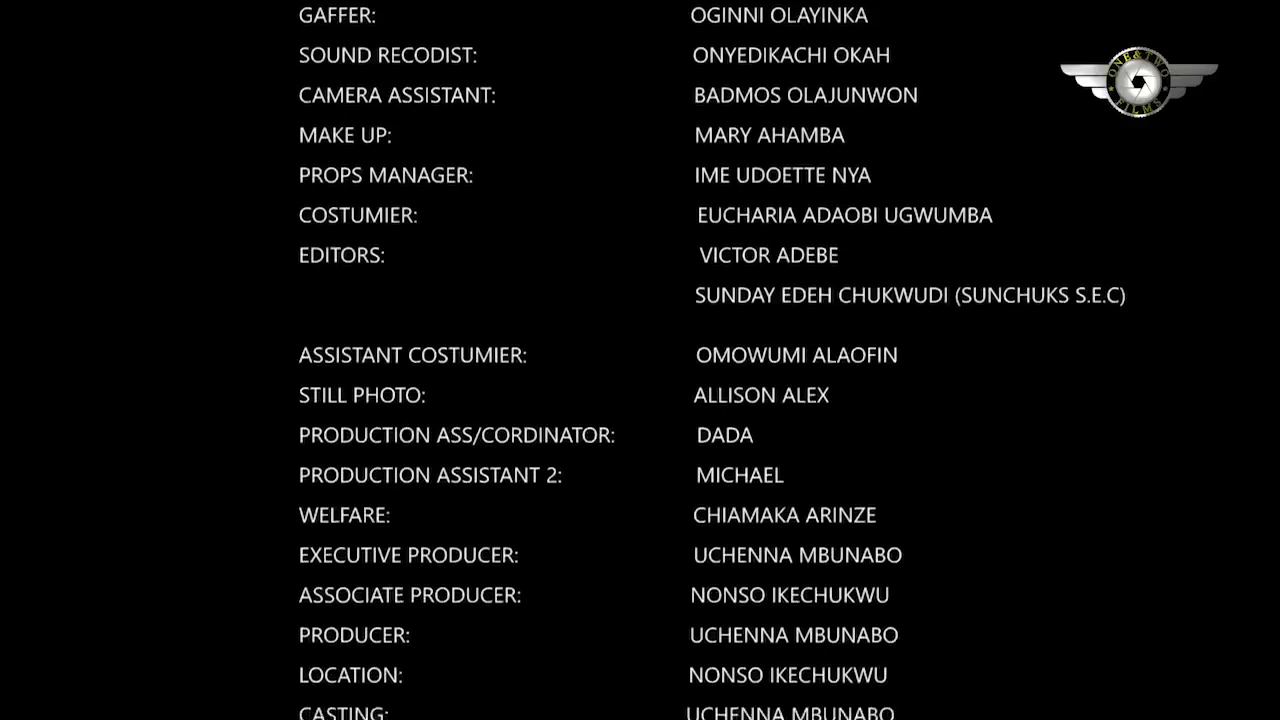 GAFFER: OGINNI OLAYINKA
SOUND RECODIST: ONYEDIKACHI OKAH
CAMERA ASSISTANT: BADMOS OLAJUNWON
MAKE UP: MARY AHAMBA
PROPS MANAGER: IME UDOETTE NYA
COSTUMIER: EUCHARIA ADAOBI UGWUMBA
EDITORS: VICTOR ADEBE
SUNDAY EDEH CHUKWUDI (SUNCHUKS S.E.C)
ASSISTANT COSTUMIER: OMOWUMI ALAOFIN
STILL PHOTO: ALLISON ALEX
PRODUCTION ASS/CORDINATOR: DADA
PRODUCTION ASSISTANT 2: MICHAEL
WELFARE: CHIAMAKA ARINZE
EXECUTIVE PRODUCER: UCHENNA MBUNABO
ASSOCIATE PRODUCER: NONSO IKECHUKWU
PRODUCER: UCHENNA MBUNABO
LOCATION: NONSO IKECHUKWU
CASTING: UCHENNA MBUNABO
ONE&TWO
FILMS